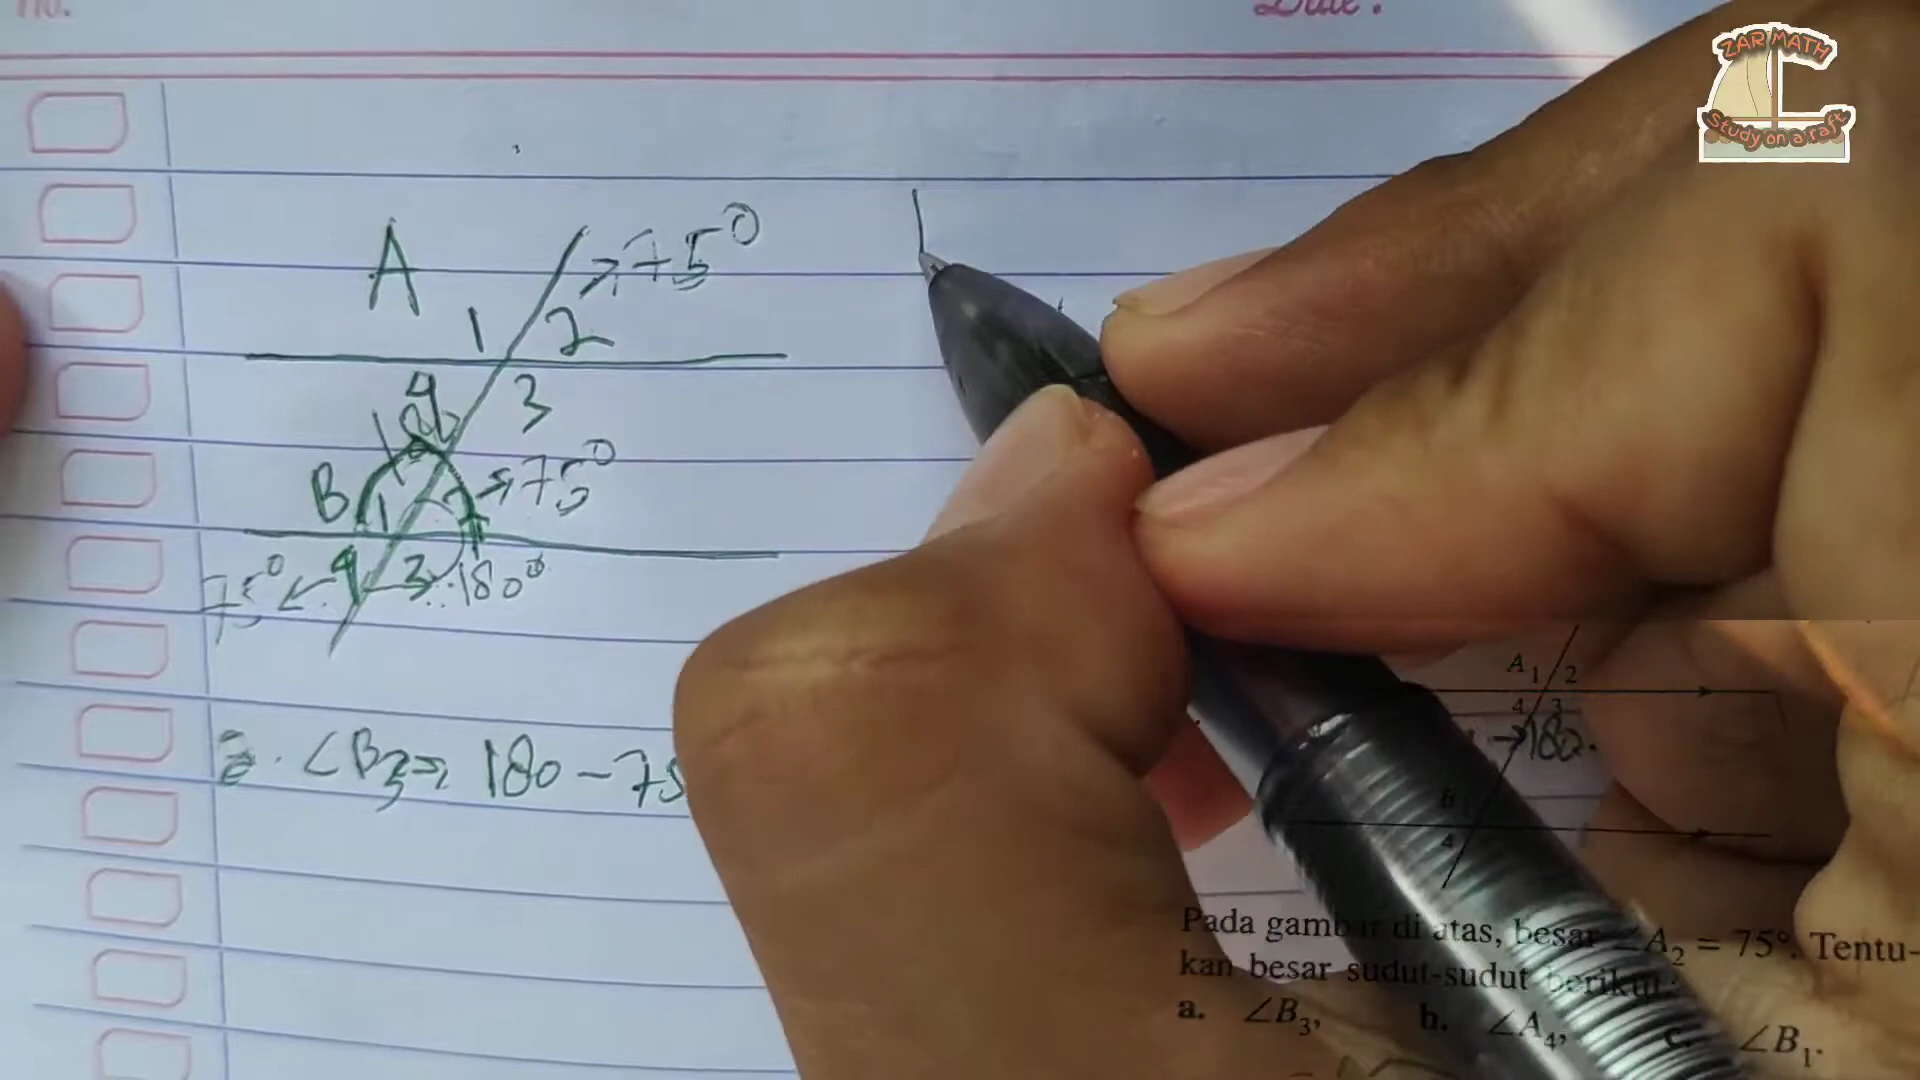 No.
Date.
ZAR MATH
Study on a raft
A
75°
1 2
4 3
B 75°
1
75° 4 3 180°
∠B3 = 180 - 75
A 1 2
4 3
180.
B
4
Pada gambar di atas, besar ∠A2 = 75°. Tentu-
kan besar sudut-sudut berikut.
a. ∠B3, b. ∠A4, c. ∠B1.